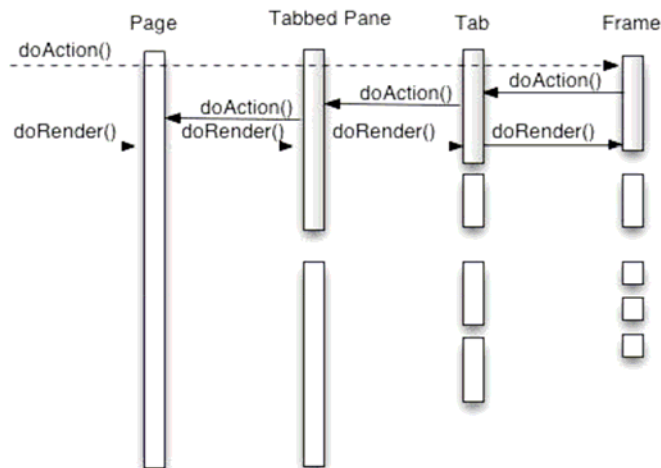 Page Tabbed Pane Tab Frame
doAction()
doAction()
doAction()
doAction()
doRender() doRender() doRender() doRender()